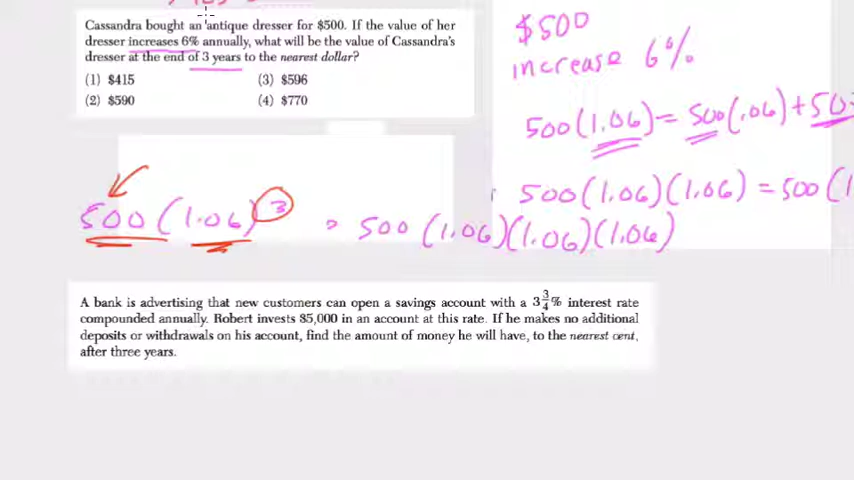 Cassandra bought an antique dresser for $500. If the value of her
dresser increases 6% annually, what will be the value of Cassandra's
dresser at the end of 3 years to the nearest dollar?
(1) $415 (3) $596
(2) $590 (4) $770
$500
increase 6%
500(1.06) = 500(.06) + 50
500(1.06)(1.06) = 500(1
500(1.06)3 = 500(1.06)(1.06)(1.06)
A bank is advertising that new customers can open a savings account with a 3 3/4% interest rate
compounded annually. Robert invests $5,000 in an account at this rate. If he makes no additional
deposits or withdrawals on his account, find the amount of money he will have, to the nearest cent,
after three years.